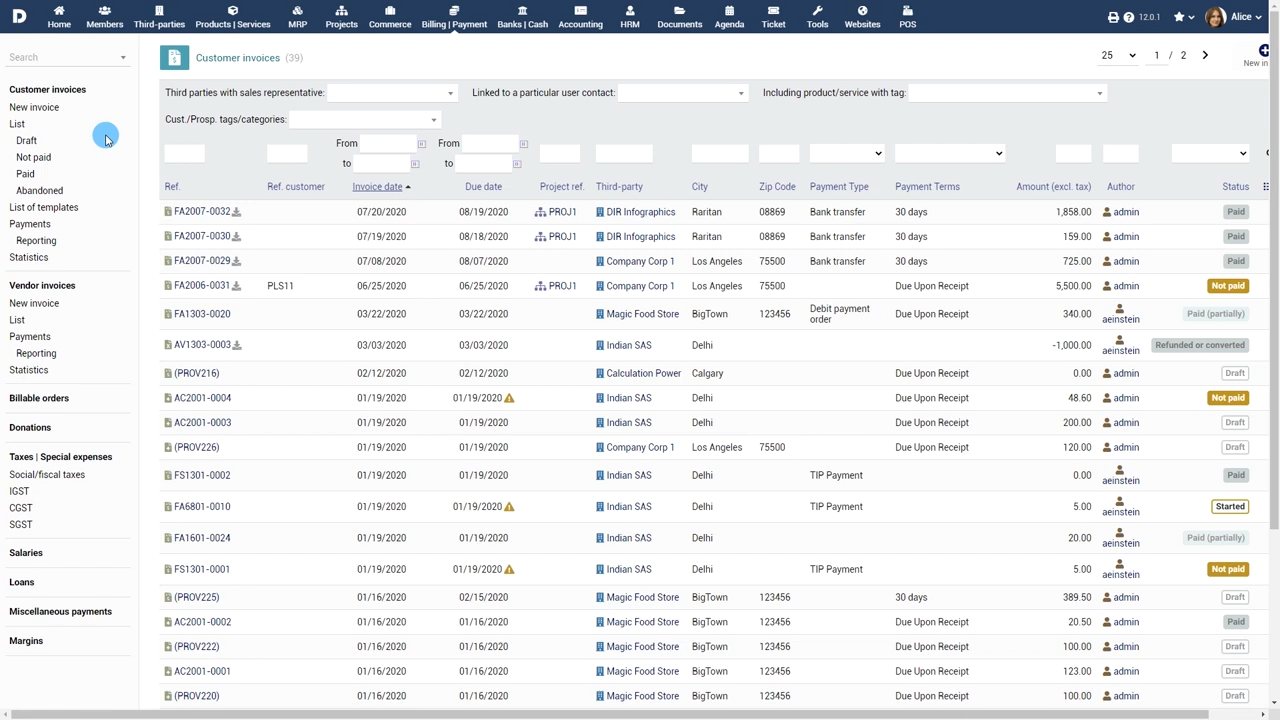 Home Members Third-parties Products | Services MRP Projects Commerce Billing | Payment Banks | Cash Accounting HRM Documents Agenda Ticket Tools Websites POS 12.0.1 Alice
Search
Customer invoices
New invoice
List
Draft
Not paid
Paid
Abandoned
List of templates
Payments
Reporting
Statistics
Vendor invoices
New invoice
List
Payments
Reporting
Statistics
Billable orders
Donations
Taxes | Special expenses
Social/fiscal taxes
IGST
CGST
SGST
Salaries
Loans
Miscellaneous payments
Margins
Customer invoices (39) 25 1 / 2
Third parties with sales representative: Linked to a particular user contact: Including product/service with tag:
Cust./Prosp. tags/categories:
From From
to to
Ref. Ref. customer Invoice date Due date Project ref. Third-party City Zip Code Payment Type Payment Terms Amount (excl. tax) Author Status
FA2007-0032 07/20/2020 08/19/2020 PROJ1 DIR Infographics Raritan 08869 Bank transfer 30 days 1,858.00 admin Paid
FA2007-0030 07/19/2020 08/18/2020 PROJ1 DIR Infographics Raritan 08869 Bank transfer 30 days 159.00 admin Paid
FA2007-0029 07/08/2020 08/07/2020 Company Corp 1 Los Angeles 75500 Bank transfer 30 days 725.00 admin Paid
FA2006-0031 PLS11 06/25/2020 06/25/2020 PROJ1 Company Corp 1 Los Angeles 75500 Due Upon Receipt 5,500.00 admin Not paid
FA1303-0020 03/22/2020 03/22/2020 Magic Food Store BigTown 123456 Debit payment order Due Upon Receipt 340.00 aeinstein Paid (partially)
AV1303-0003 03/03/2020 03/03/2020 Indian SAS Delhi -1,000.00 aeinstein Refunded or converted
(PROV216) 02/12/2020 02/12/2020 Calculation Power Calgary Due Upon Receipt 0.00 admin Draft
AC2001-0004 01/19/2020 01/19/2020 Indian SAS Delhi Due Upon Receipt 48.60 admin Not paid
AC2001-0003 01/19/2020 01/19/2020 Indian SAS Delhi Due Upon Receipt 200.00 admin Draft
(PROV226) 01/19/2020 01/19/2020 Company Corp 1 Los Angeles 75500 Due Upon Receipt 120.00 admin Draft
FS1301-0002 01/19/2020 01/19/2020 Indian SAS Delhi TIP Payment 0.00 aeinstein Paid
FA6801-0010 01/19/2020 01/19/2020 Indian SAS Delhi TIP Payment 5.00 aeinstein Started
FA1601-0024 01/19/2020 01/19/2020 Indian SAS Delhi 20.00 aeinstein Paid (partially)
FS1301-0001 01/19/2020 01/19/2020 Indian SAS Delhi TIP Payment 5.00 aeinstein Not paid
(PROV225) 01/16/2020 02/15/2020 Magic Food Store BigTown 123456 30 days 389.50 admin Draft
AC2001-0002 01/16/2020 01/16/2020 Magic Food Store BigTown 123456 Due Upon Receipt 20.50 admin Paid
(PROV222) 01/16/2020 01/16/2020 Magic Food Store BigTown 123456 Due Upon Receipt 100.00 admin Draft
AC2001-0001 01/16/2020 01/16/2020 Magic Food Store BigTown 123456 Due Upon Receipt 123.00 admin Draft
(PROV220) 01/16/2020 01/16/2020 Magic Food Store BigTown 123456 Due Upon Receipt 100.00 admin Draft